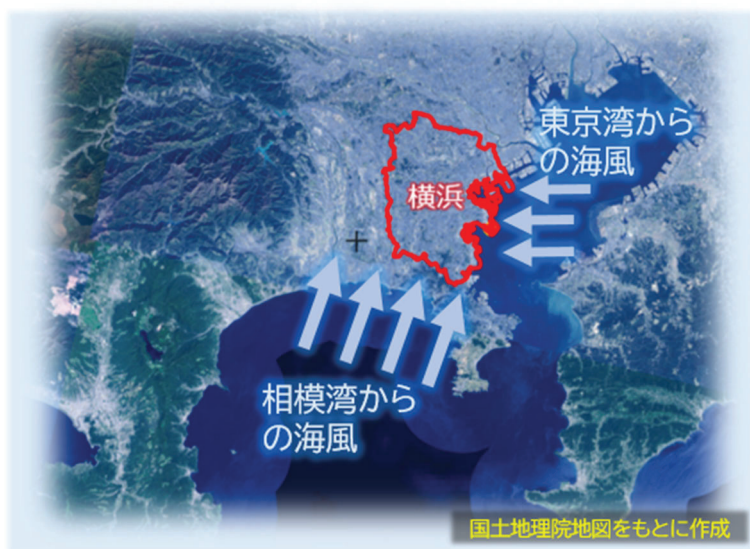 東京湾から
の海風
横浜
相模湾から
の海風
国土地理院地図をもとに作成